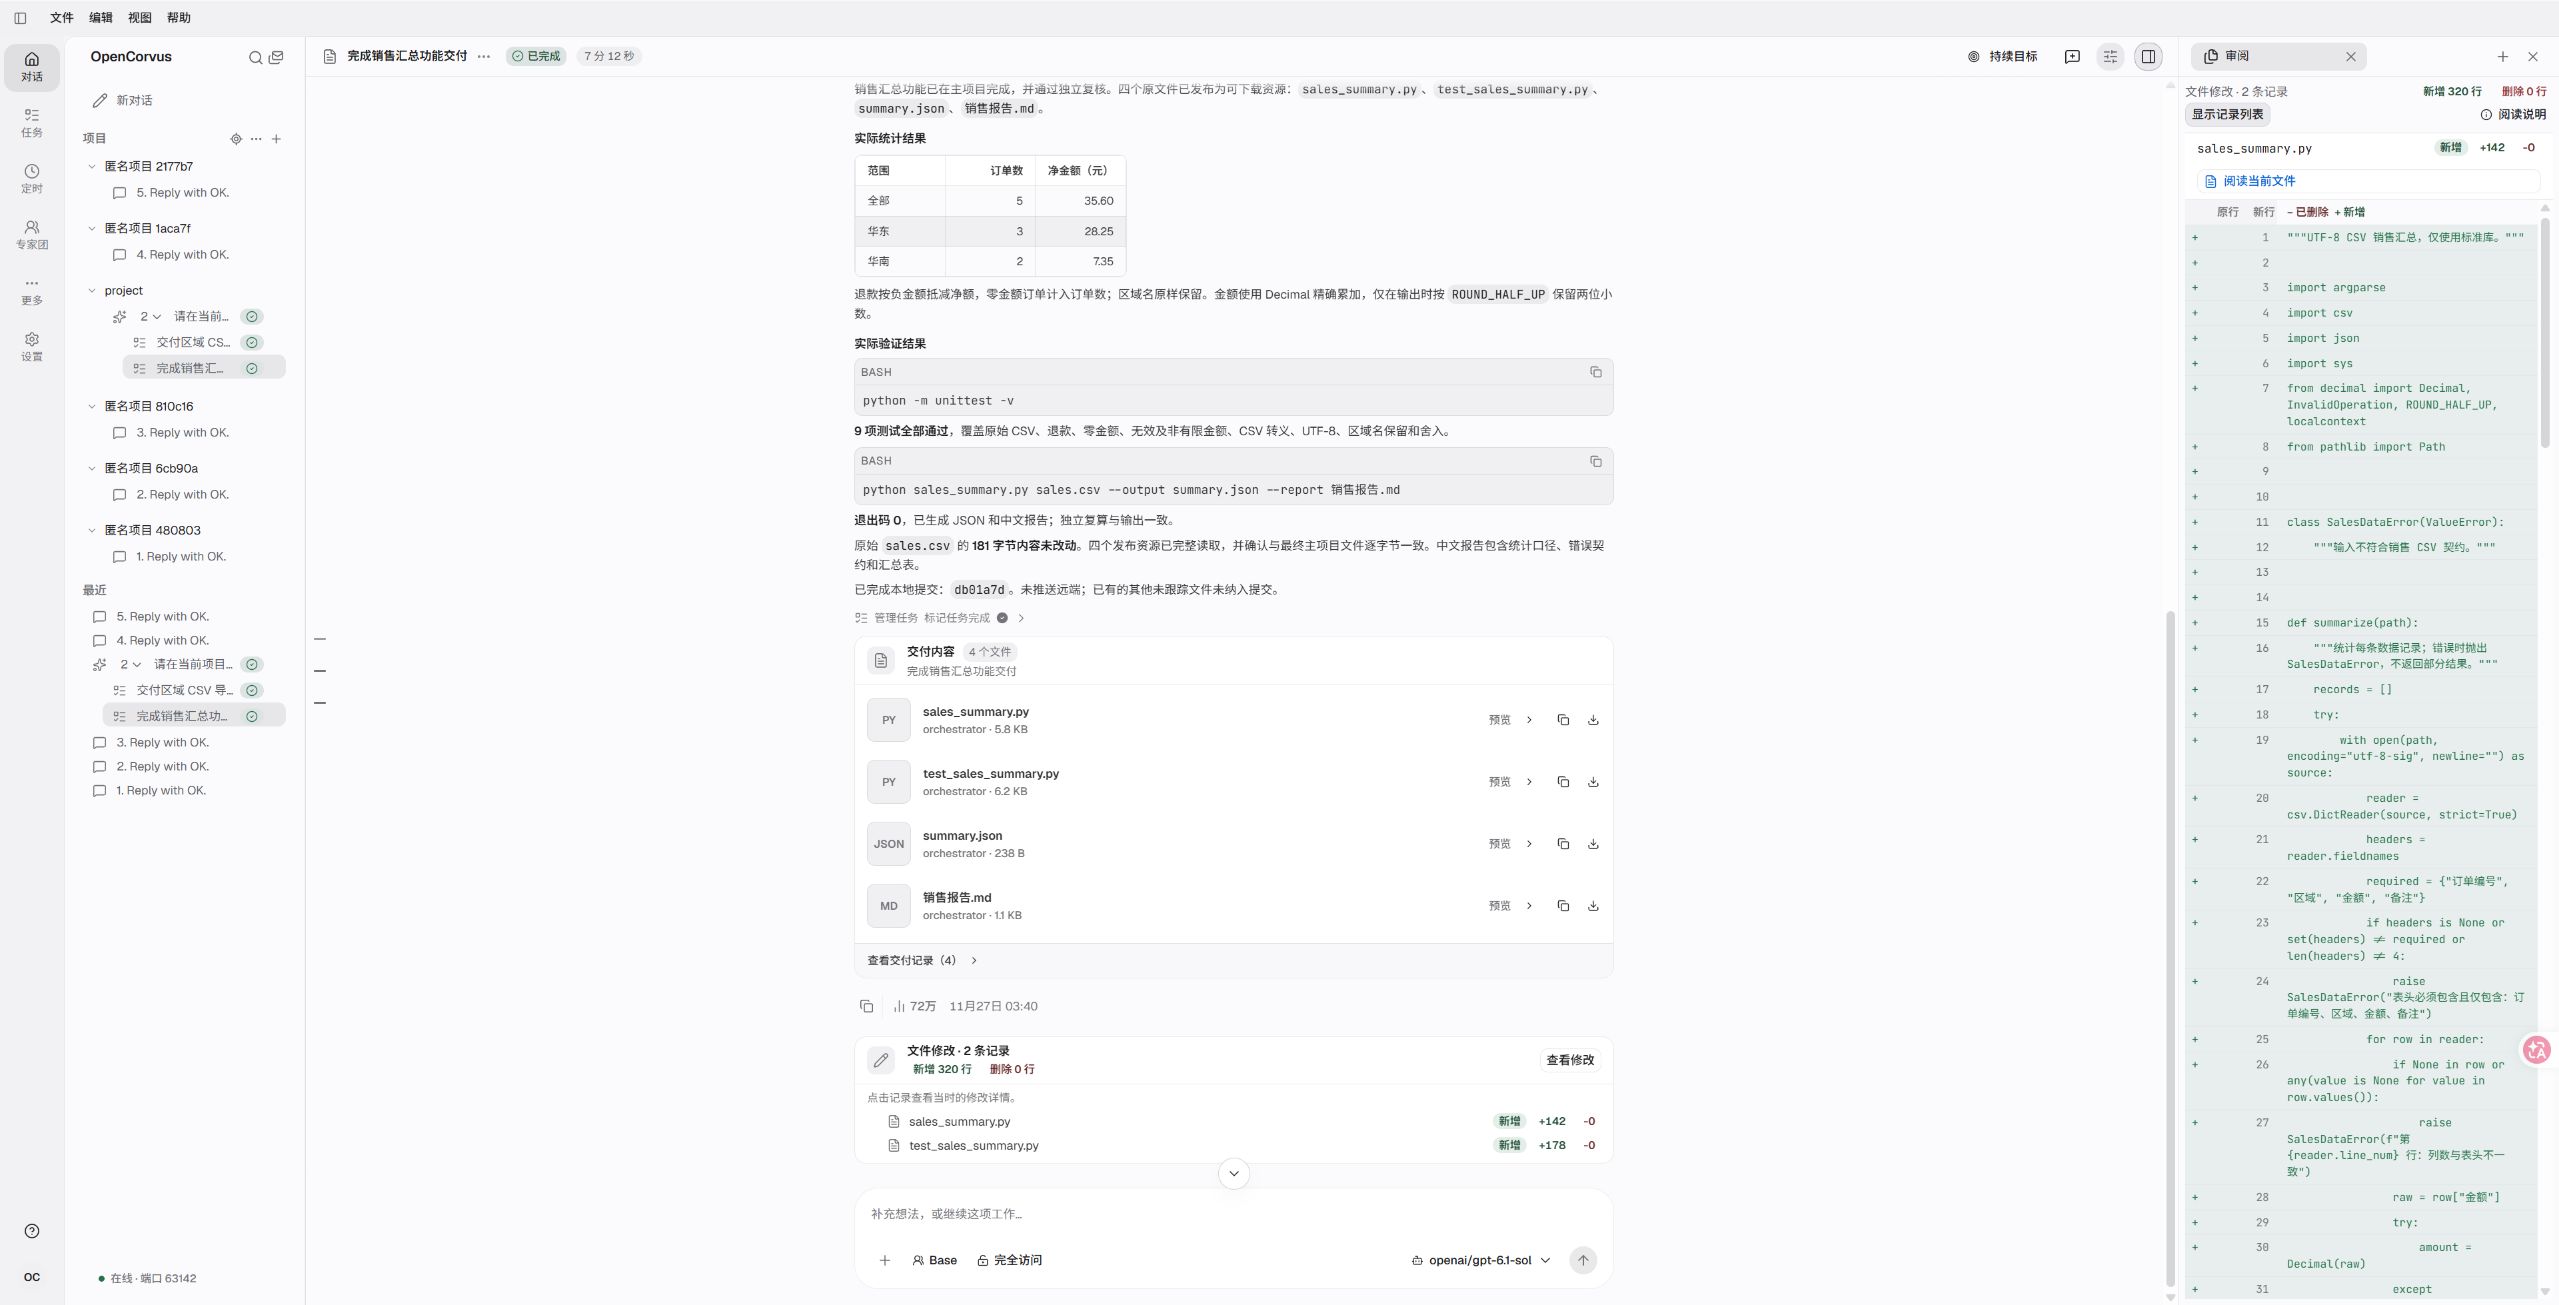 文件 编辑 视图 帮助
对话
任务
定时
专家团
更多
设置
OC
OpenCorvus
新对话
项目
匿名项目 2177b7
5. Reply with OK.
匿名项目 1aca7f
4. Reply with OK.
project
2 请在当前...
交付区域 CS...
完成销售汇...
匿名项目 810c16
3. Reply with OK.
匿名项目 6cb90a
2. Reply with OK.
匿名项目 480803
1. Reply with OK.
最近
5. Reply with OK.
4. Reply with OK.
2 请在当前项目...
交付区域 CSV 导...
完成销售汇总功...
3. Reply with OK.
2. Reply with OK.
1. Reply with OK.
在线 · 端口 63142
完成销售汇总功能交付 ··· 已完成 7 分 12 秒
持续目标
销售汇总功能已在主项目完成，并通过独立复核。四个原文件已发布为可下载资源： sales_summary.py、 test_sales_summary.py、
summary.json、 销售报告.md。
实际统计结果
范围 订单数 净金额（元）
全部 5 35.60
华东 3 28.25
华南 2 7.35
退款按负金额抵减净额，零金额订单计入订单数；区域名原样保留。金额使用 Decimal 精确累加，仅在输出时按 ROUND_HALF_UP 保留两位小
数。
实际验证结果
BASH
python -m unittest -v
9 项测试全部通过，覆盖原始 CSV、退款、零金额、无效及非有限金额、CSV 转义、UTF-8、区域名保留和舍入。
BASH
python sales_summary.py sales.csv --output summary.json --report 销售报告.md
退出码 0，已生成 JSON 和中文报告；独立复算与输出一致。
原始 sales.csv 的 181 字节内容未改动。四个发布资源已完整读取，并确认与最终主项目文件逐字节一致。中文报告包含统计口径、错误契
约和汇总表。
已完成本地提交： db01a7d。未推送远端；已有的其他未跟踪文件未纳入提交。
管理任务 标记任务完成
交付内容 4 个文件
完成销售汇总功能交付
PY
sales_summary.py
orchestrator · 5.8 KB
预览
PY
test_sales_summary.py
orchestrator · 6.2 KB
预览
JSON
summary.json
orchestrator · 238 B
预览
MD
销售报告.md
orchestrator · 1.1 KB
预览
查看交付记录（4）
72万 11月27日 03:40
文件修改 · 2 条记录
新增 320 行 删除 0 行
查看修改
点击记录查看当时的修改详情。
sales_summary.py 新增 +142 -0
test_sales_summary.py 新增 +178 -0
补充想法，或继续这项工作...
Base 完全访问
openai/gpt-6.1-sol
审阅
文件修改 · 2 条记录 新增 320 行 删除 0 行
显示记录列表 阅读说明
sales_summary.py 新增 +142 -0
阅读当前文件
原行 新行 − 已删除 + 新增
+ 1 """UTF-8 CSV 销售汇总，仅使用标准库。"""
+ 2
+ 3 import argparse
+ 4 import csv
+ 5 import json
+ 6 import sys
+ 7 from decimal import Decimal,
InvalidOperation, ROUND_HALF_UP,
localcontext
+ 8 from pathlib import Path
+ 9
+ 10
+ 11 class SalesDataError(ValueError):
+ 12 """输入不符合销售 CSV 契约。"""
+ 13
+ 14
+ 15 def summarize(path):
+ 16 """统计每条数据记录；错误时抛出
SalesDataError，不返回部分结果。"""
+ 17 records = []
+ 18 try:
+ 19 with open(path,
encoding="utf-8-sig", newline="") as
source:
+ 20 reader =
csv.DictReader(source, strict=True)
+ 21 headers =
reader.fieldnames
+ 22 required = {"订单编号",
"区域", "金额", "备注"}
+ 23 if headers is None or
set(headers) != required or
len(headers) != 4:
+ 24 raise
SalesDataError("表头必须包含且仅包含：订
单编号、区域、金额、备注")
+ 25 for row in reader:
+ 26 if None in row or
any(value is None for value in
row.values()):
+ 27 raise
SalesDataError(f"第
{reader.line_num} 行：列数与表头不一
致")
+ 28 raw = row["金额"]
+ 29 try:
+ 30 amount =
Decimal(raw)
+ 31 except